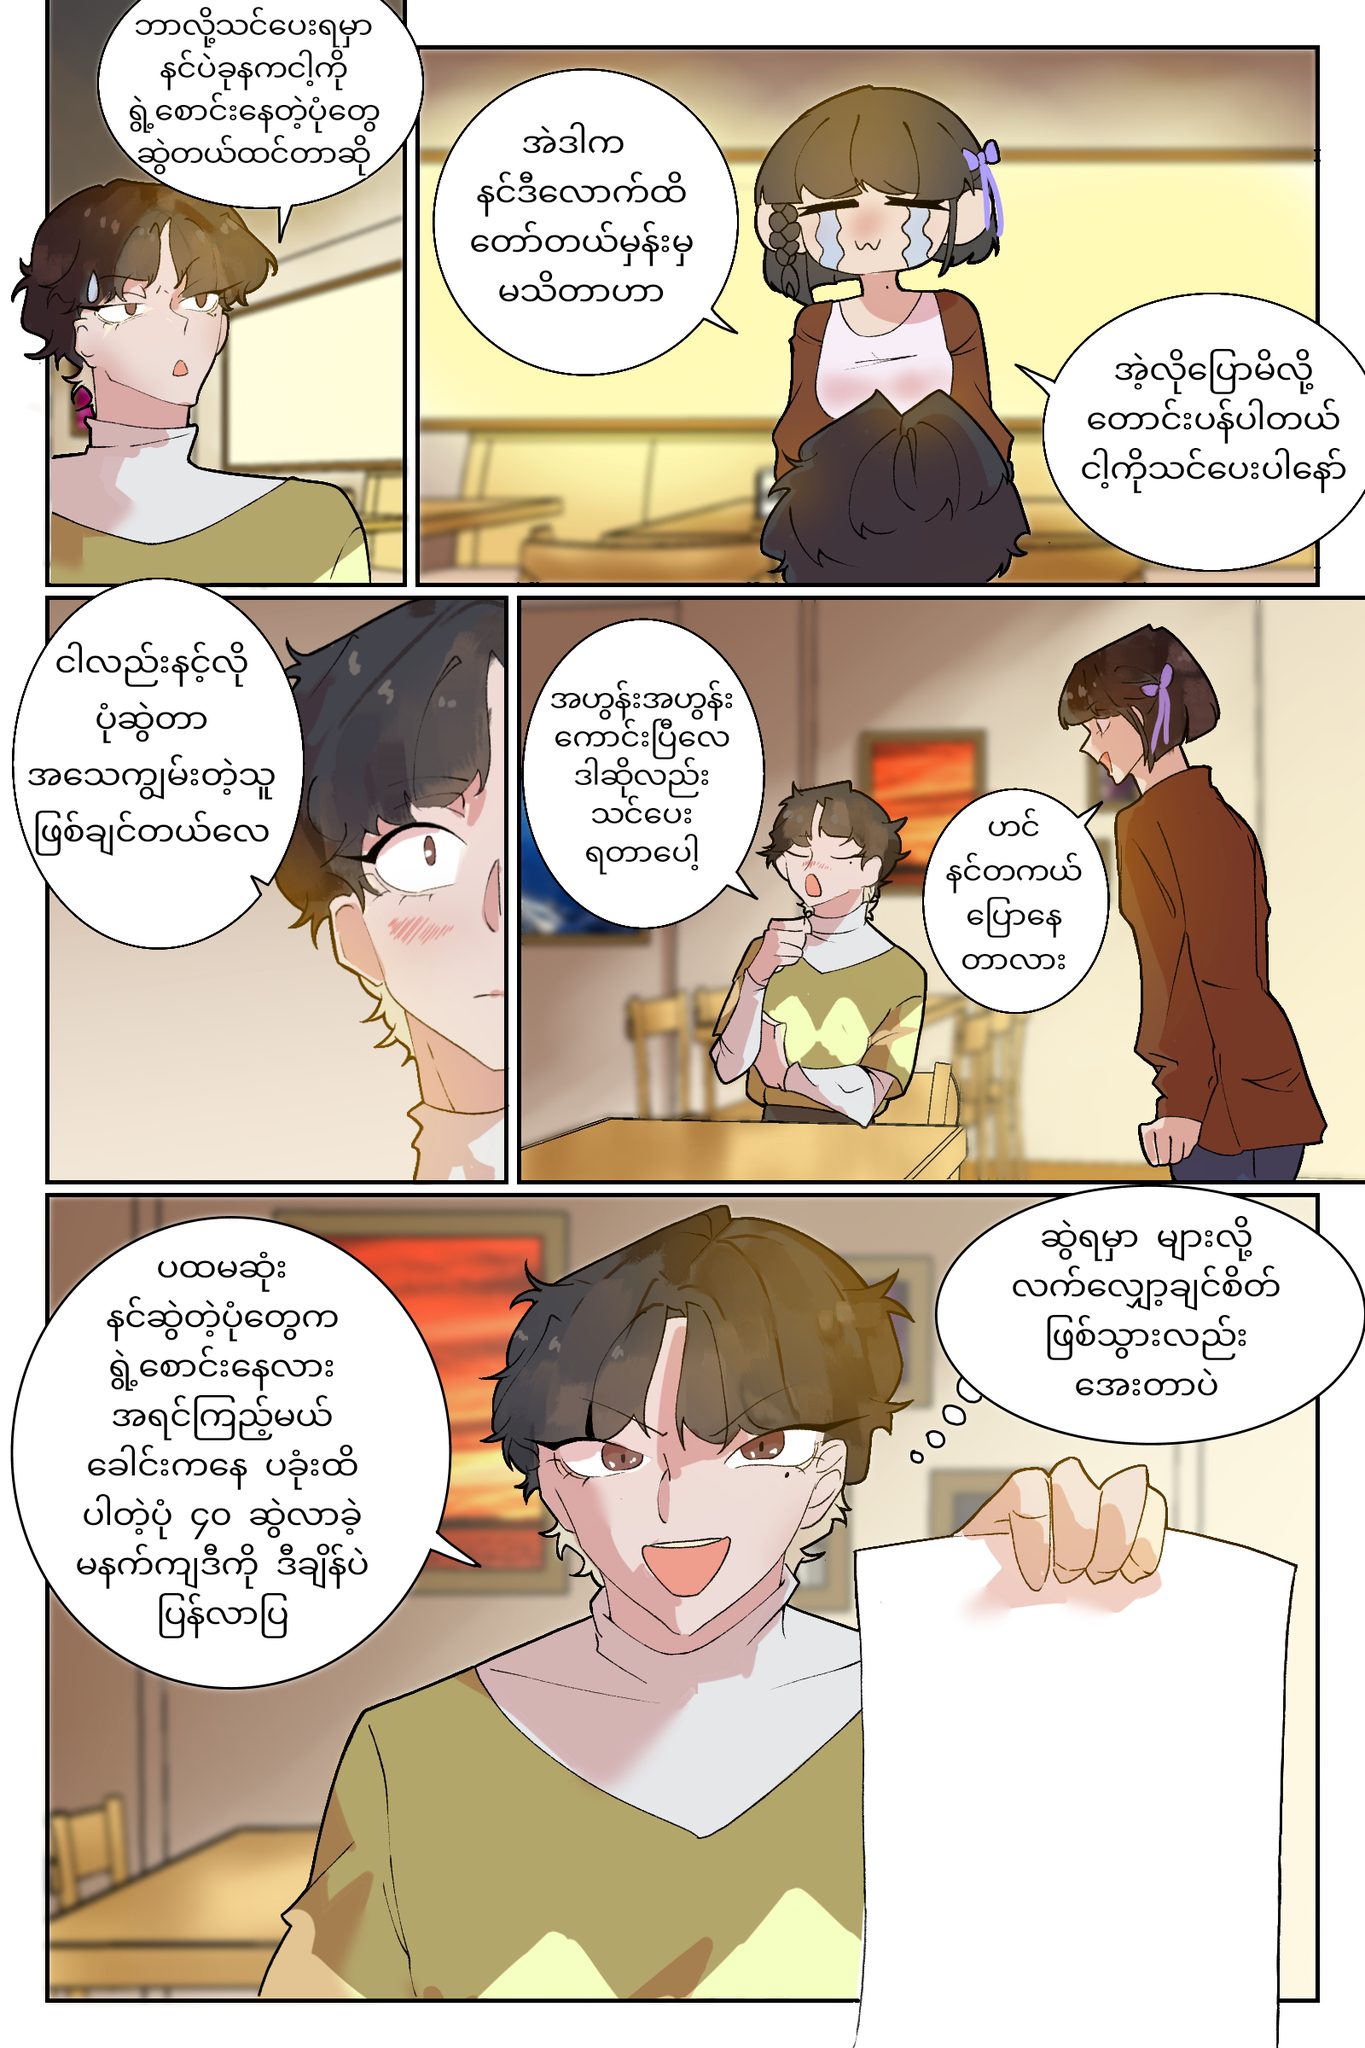 ဘာလို့သင်ပေးရမှာ
နင်ပဲခုနကငါ့ကို
ရွဲ့စောင်းနေတဲ့ပုံတွေ
ဆွဲတယ်ထင်တာဆို
အဲဒါက
နင်ဒီလောက်ထိ
တော်တယ်မှန်းမှ
မသိတာဟာ
အဲ့လိုပြောမိလို့
တောင်းပန်ပါတယ်
ငါ့ကိုသင်ပေးပါနော်
ငါလည်းနင့်လို
ပုံဆွဲတာ
အသေကျွမ်းတဲ့သူ
ဖြစ်ချင်တယ်လေ
အဟွန်းအဟွန်း
ကောင်းပြီလေ
ဒါဆိုလည်း
သင်ပေး
ရတာပေါ့
ဟင်
နင်တကယ်
ပြောနေ
တာလား
ပထမဆုံး
နင်ဆွဲတဲ့ပုံတွေက
ရွဲ့စောင်းနေလား
အရင်ကြည့်မယ်
ခေါင်းကနေ ပခုံးထိ
ပါတဲ့ပုံ ၄၀ ဆွဲလာခဲ့
မနက်ကျဒီကို ဒီချိန်ပဲ
ပြန်လာပြ
ဆွဲရမှာ များလို့
လက်လျှော့ချင်စိတ်
ဖြစ်သွားလည်း
အေးတာပဲ